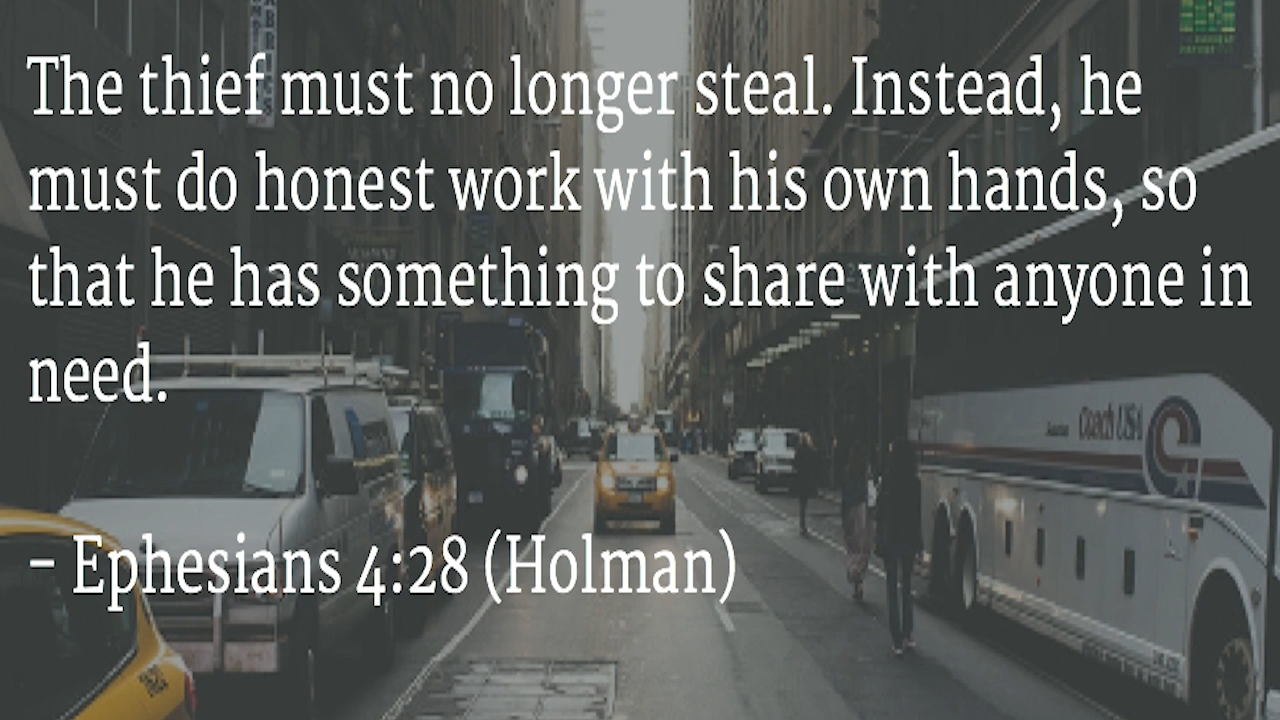 The thief must no longer steal. Instead, he
must do honest work with his own hands, so
that he has something to share with anyone in
need.
– Ephesians 4:28 (Holman)
Coach USA